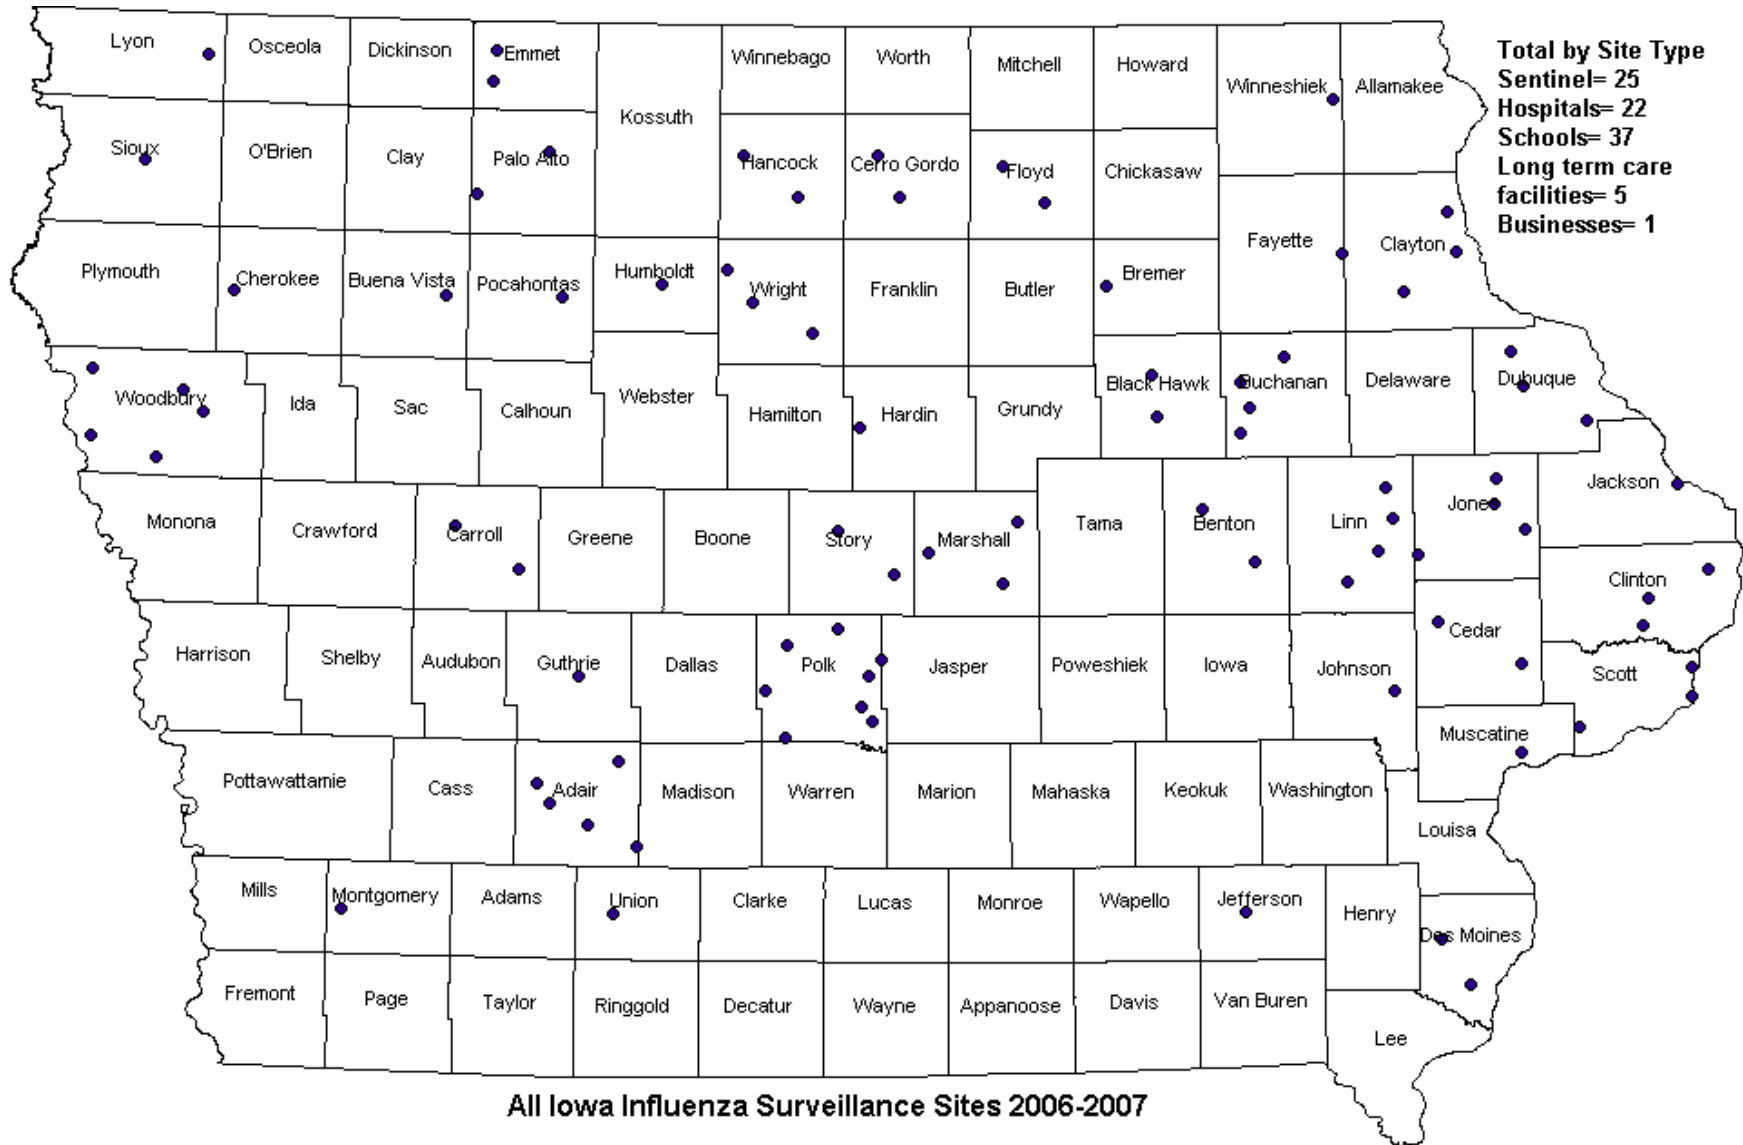 Lyon
Osceola
Dickinson
Emmet
Kossuth
Winnebago
Worth
Mitchell
Howard
Winneshiek
Allamakee
Total by Site Type
Sentinel= 25
Hospitals= 22
Schools= 37
Long term care
facilities= 5
Businesses= 1
Sioux
O'Brien
Clay
Palo Alto
Hancock
Cerro Gordo
Floyd
Chickasaw
Fayette
Clayton
Plymouth
Cherokee
Buena Vista
Pocahontas
Humboldt
Wright
Franklin
Butler
Bremer
Woodbury
Ida
Sac
Calhoun
Webster
Hamilton
Hardin
Grundy
Black Hawk
Buchanan
Delaware
Dubuque
Monona
Crawford
Carroll
Greene
Boone
Story
Marshall
Tama
Benton
Linn
Jones
Jackson
Clinton
Harrison
Shelby
Audubon
Guthrie
Dallas
Polk
Jasper
Poweshiek
Iowa
Johnson
Cedar
Scott
Muscatine
Pottawattamie
Cass
Adair
Madison
Warren
Marion
Mahaska
Keokuk
Washington
Louisa
Mills
Montgomery
Adams
Union
Clarke
Lucas
Monroe
Wapello
Jefferson
Henry
Des Moines
Fremont
Page
Taylor
Ringgold
Decatur
Wayne
Appanoose
Davis
Van Buren
Lee
All Iowa Influenza Surveillance Sites 2006-2007